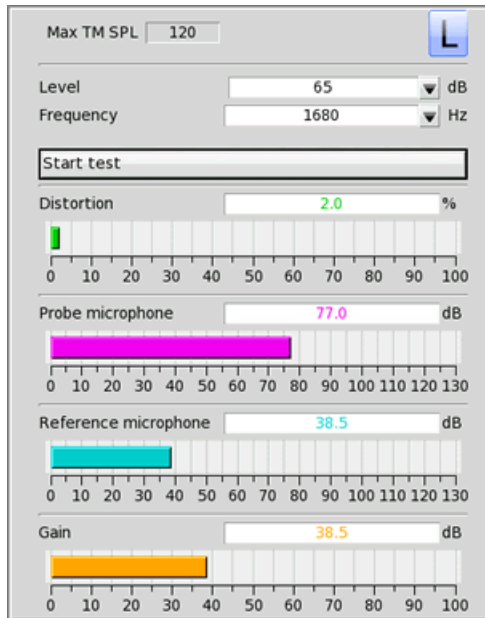 Max TM SPL 120 L
Level 65 dB
Frequency 1680 Hz
Start test
Distortion 2.0 %
0 10 20 30 40 50 60 70 80 90 100
Probe microphone 77.0 dB
0 10 20 30 40 50 60 70 80 90 100 110 120 130
Reference microphone 38.5 dB
0 10 20 30 40 50 60 70 80 90 100 110 120 130
Gain 38.5 dB
0 10 20 30 40 50 60 70 80 90 100